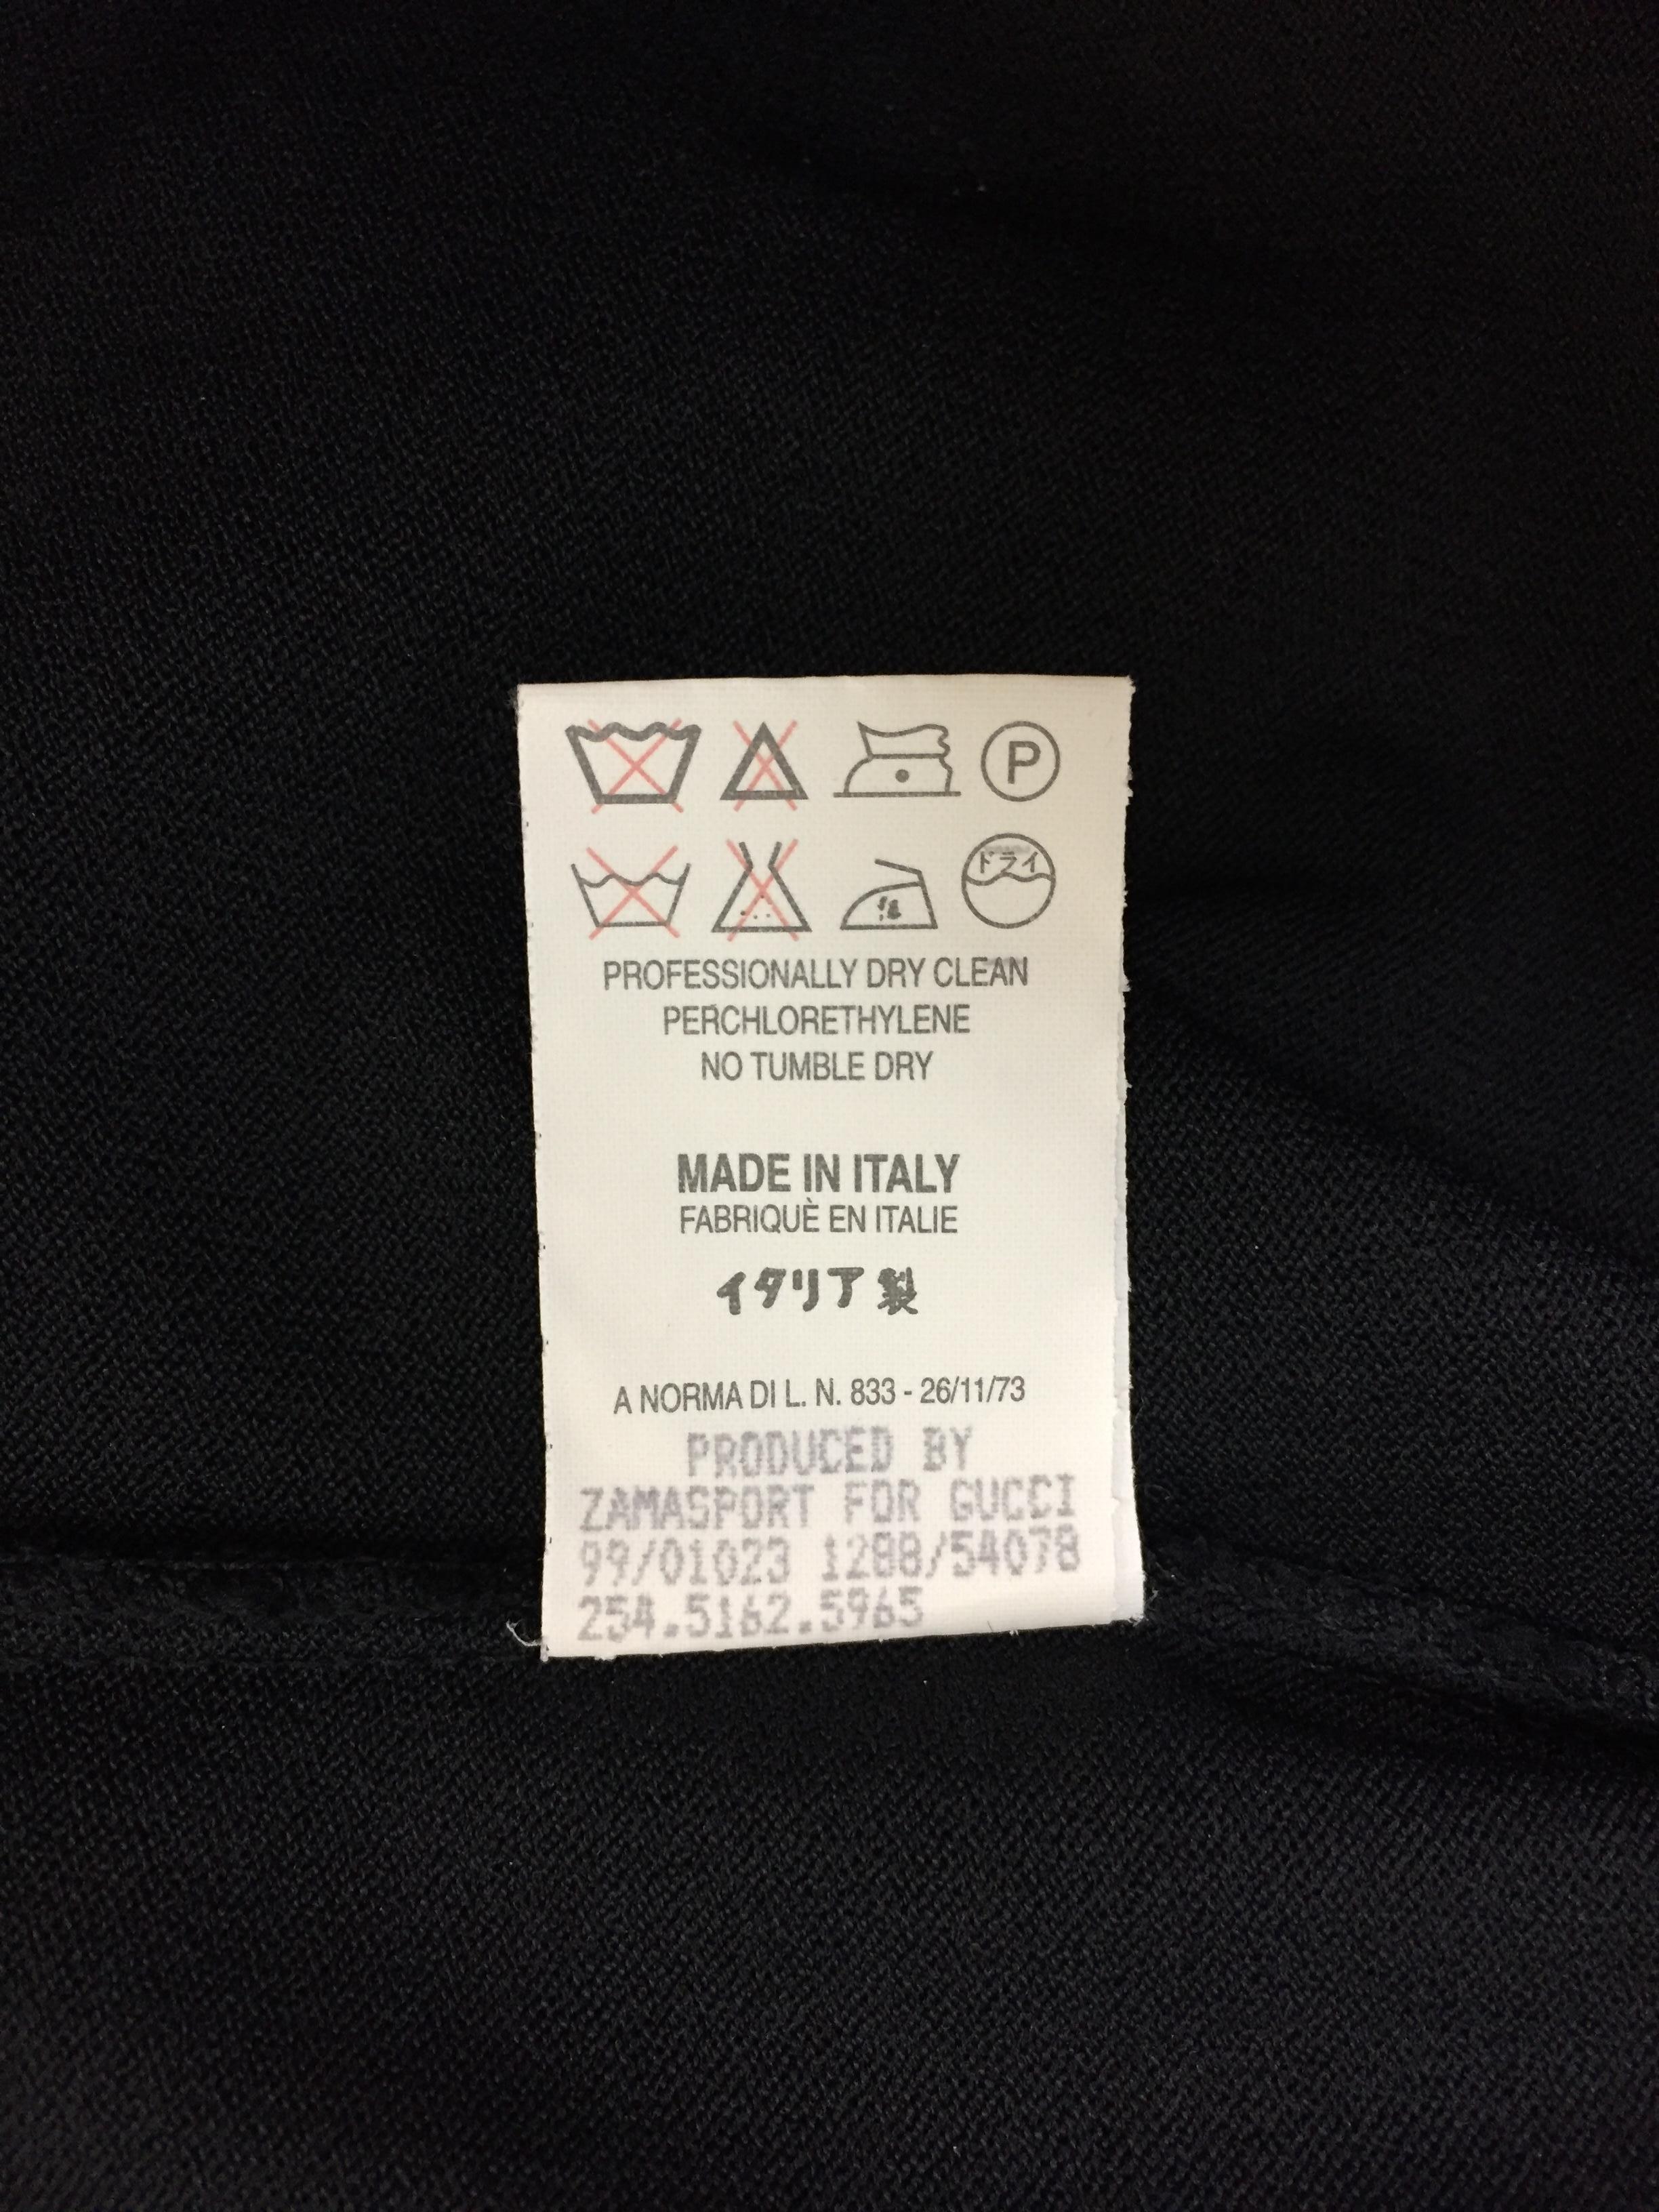 P
ドライ
PROFESSIONALLY DRY CLEAN
PERCHLORETHYLENE
NO TUMBLE DRY
MADE IN ITALY
FABRIQUÈ EN ITALIE
イタリア製
A NORMA DI L. N. 833 - 26/11/73
PRODUCED BY
ZAMASPORT FOR GUCCI
99/01023 1288/54078
254.5162.5965